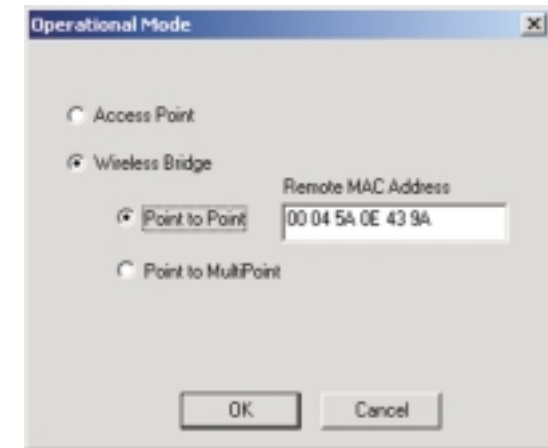 Operational Mode
Access Point
Wireless Bridge
Remote MAC Address
Point to Point
00 04 5A 0E 43 9A
Point to MultiPoint
OK
Cancel